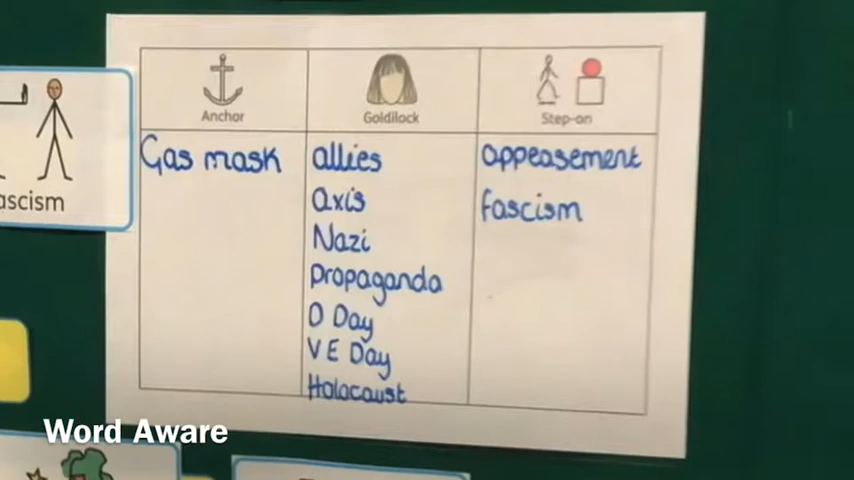 Anchor
Goldilock
Step-on
Gas mask
allies
appeasement
axis
fascism
Nazi
Propaganda
D Day
V E Day
Holocaust
ascism
Word Aware